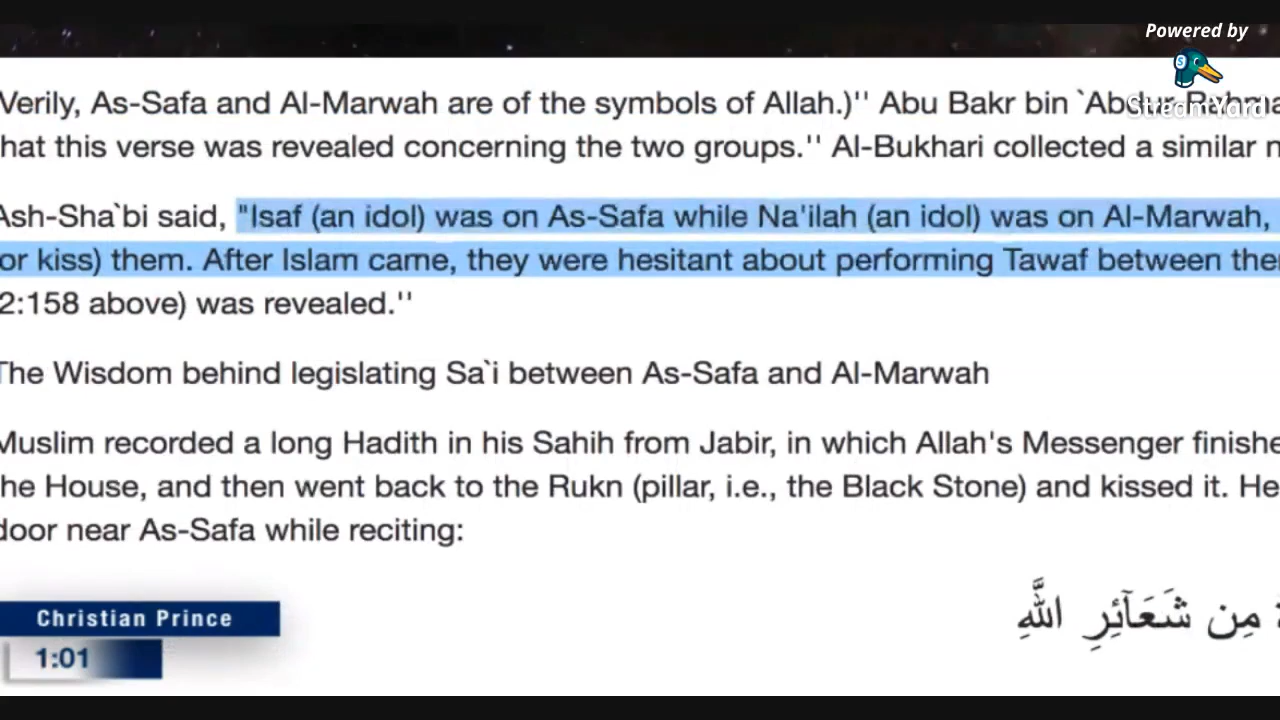 Powered by
StreamYard
Verily, As-Safa and Al-Marwah are of the symbols of Allah.)'' Abu Bakr bin `Abdur-Rahma
hat this verse was revealed concerning the two groups.'' Al-Bukhari collected a similar n
Ash-Sha`bi said, "Isaf (an idol) was on As-Safa while Na'ilah (an idol) was on Al-Marwah,
or kiss) them. After Islam came, they were hesitant about performing Tawaf between the
2:158 above) was revealed.''
The Wisdom behind legislating Sa`i between As-Safa and Al-Marwah
Muslim recorded a long Hadith in his Sahih from Jabir, in which Allah's Messenger finishe
he House, and then went back to the Rukn (pillar, i.e., the Black Stone) and kissed it. He
door near As-Safa while reciting:
مِن شَعَآئِرِ اللَّهِ
Christian Prince
1:01